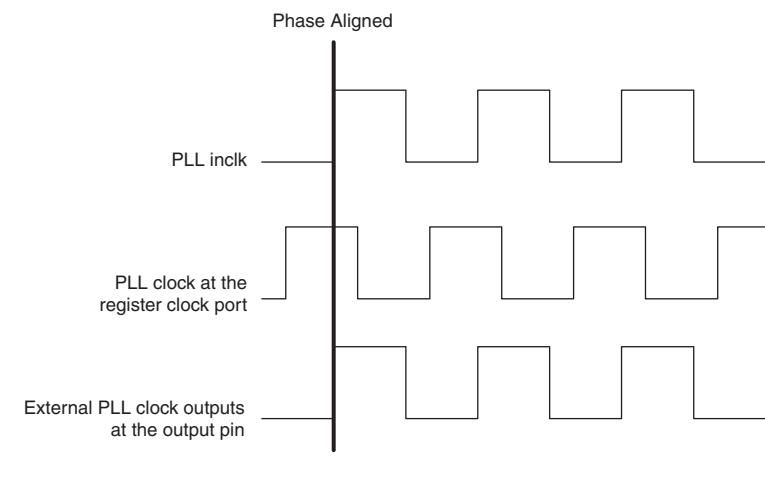 Phase Aligned
PLL inclk
PLL clock at the
register clock port
External PLL clock outputs
at the output pin